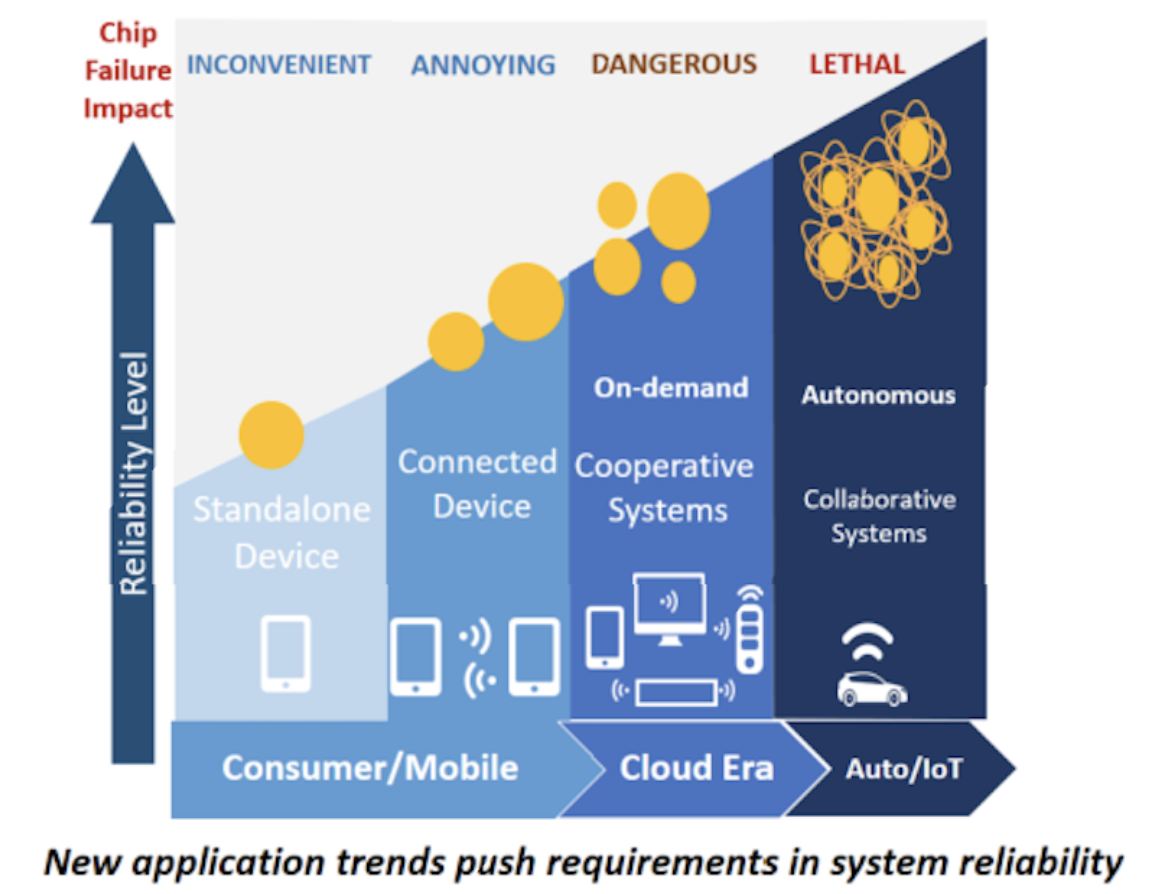 Chip
Failure
Impact
INCONVENIENT
ANNOYING
DANGEROUS
LETHAL
Reliability Level
Standalone
Device
Connected
Device
On-demand
Cooperative
Systems
Autonomous
Collaborative
Systems
Consumer/Mobile
Cloud Era
Auto/IoT
New application trends push requirements in system reliability